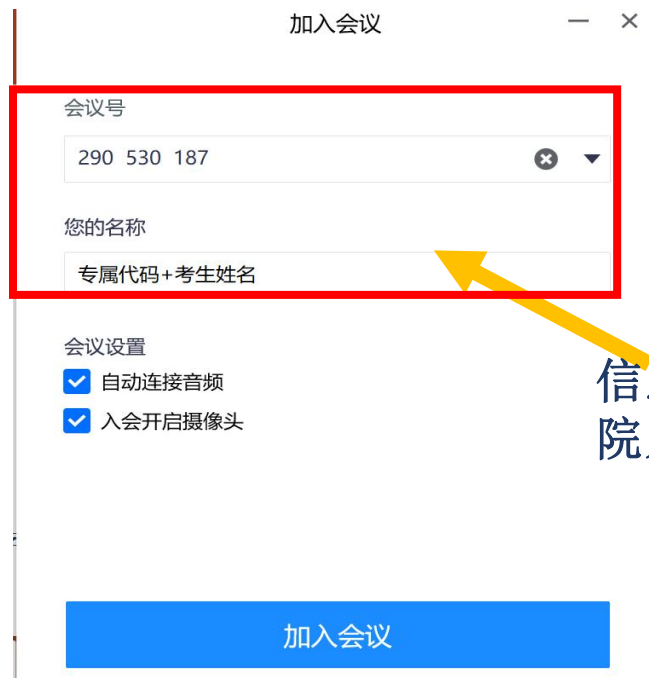 加入会议
会议号
290 530 187
您的名称
专属代码+考生姓名
会议设置
自动连接音频
入会开启摄像头
信
院
加入会议